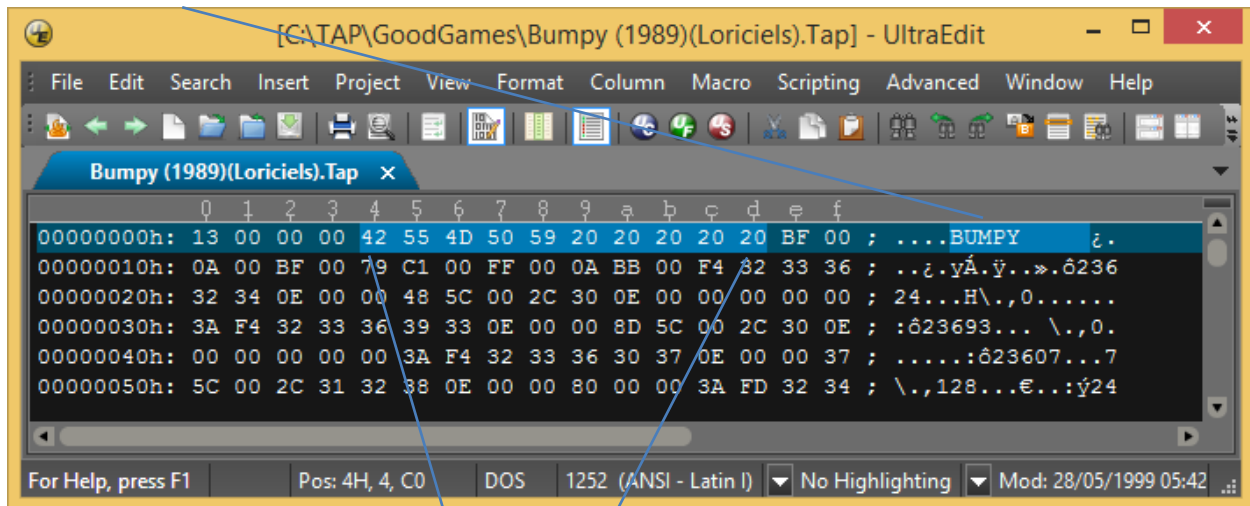 [C:\TAP\GoodGames\Bumpy (1989)(Loriciels).Tap] - UltraEdit
File Edit Search Insert Project View Format Column Macro Scripting Advanced Window Help
Bumpy (1989)(Loriciels).Tap x
0 1 2 3 4 5 6 7 8 9 a b c d e f
00000000h: 13 00 00 00 42 55 4D 50 59 20 20 20 20 20 BF 00 ; ....BUMPY     ¿.
00000010h: 0A 00 BF 00 79 C1 00 FF 00 0A BB 00 F4 32 33 36 ; ..¿.yÁ.ÿ..».ô236
00000020h: 32 34 0E 00 00 48 5C 00 2C 30 0E 00 00 00 00 00 ; 24...H\.,0......
00000030h: 3A F4 32 33 36 39 33 0E 00 00 8D 5C 00 2C 30 0E ; :ô23693... \.,0.
00000040h: 00 00 00 00 00 3A F4 32 33 36 30 37 0E 00 00 37 ; .....:ô23607...7
00000050h: 5C 00 2C 31 32 38 0E 00 00 80 00 00 3A FD 32 34 ; \.,128...€..:ý24
For Help, press F1 Pos: 4H, 4, C0 DOS 1252 (ANSI - Latin I) No Highlighting Mod: 28/05/1999 05:42